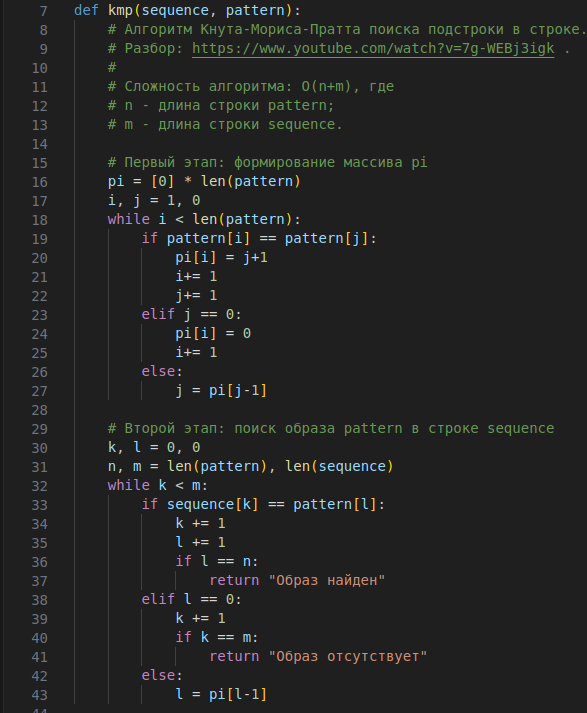 7 def kmp(sequence, pattern):
8     # Алгоритм Кнута-Мориса-Пратта поиска подстроки в строке.
9     # Разбор: https://www.youtube.com/watch?v=7g-WEBj3igk .
10     #
11     # Сложность алгоритма: O(n+m), где
12     # n - длина строки pattern;
13     # m - длина строки sequence.
14
15     # Первый этап: формирование массива pi
16     pi = [0] * len(pattern)
17     i, j = 1, 0
18     while i < len(pattern):
19         if pattern[i] == pattern[j]:
20             pi[i] = j+1
21             i+= 1
22             j+= 1
23         elif j == 0:
24             pi[i] = 0
25             i+= 1
26         else:
27             j = pi[j-1]
28
29     # Второй этап: поиск образа pattern в строке sequence
30     k, l = 0, 0
31     n, m = len(pattern), len(sequence)
32     while k < m:
33         if sequence[k] == pattern[l]:
34             k += 1
35             l += 1
36             if l == n:
37                 return "Образ найден"
38         elif l == 0:
39             k += 1
40             if k == m:
41                 return "Образ отсутствует"
42         else:
43             l = pi[l-1]